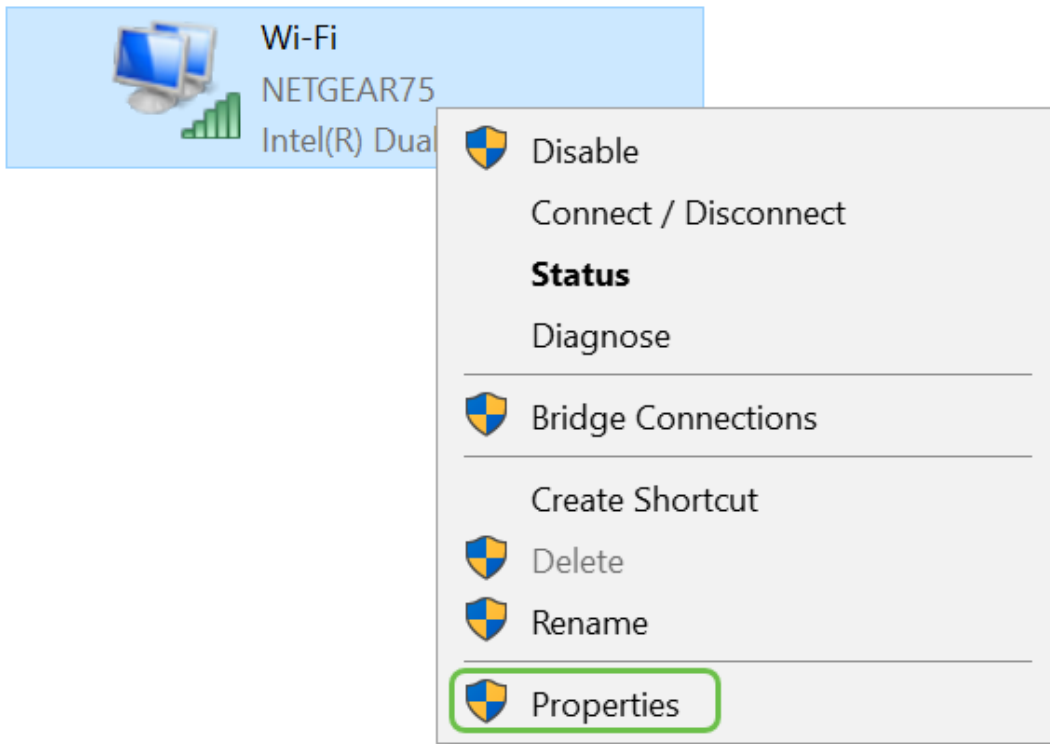 Wi-Fi
NETGEAR75
Intel(R) Dual
Disable
Connect / Disconnect
Status
Diagnose
Bridge Connections
Create Shortcut
Delete
Rename
Properties